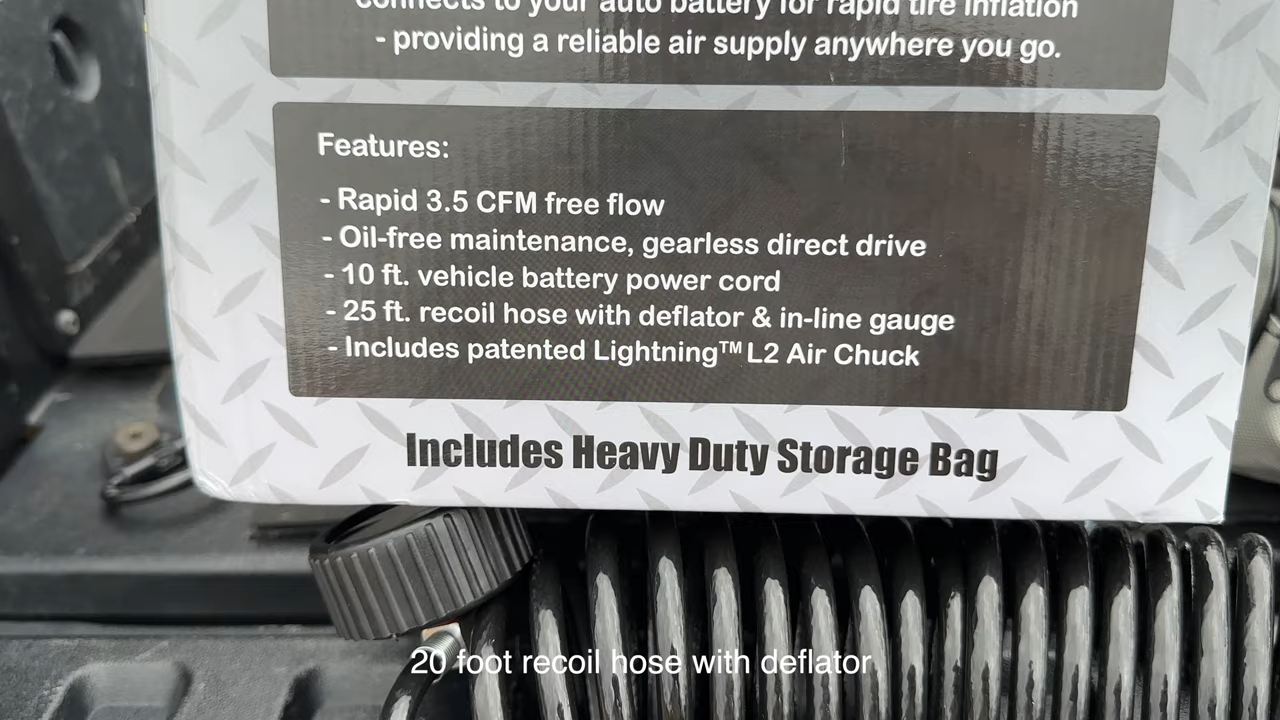 connects to your auto battery for rapid tire inflation
- providing a reliable air supply anywhere you go.
Features:
- Rapid 3.5 CFM free flow
- Oil-free maintenance, gearless direct drive
- 10 ft. vehicle battery power cord
- 25 ft. recoil hose with deflator & in-line gauge
- Includes patented Lightning™ L2 Air Chuck
Includes Heavy Duty Storage Bag
20 foot recoil hose with deflator